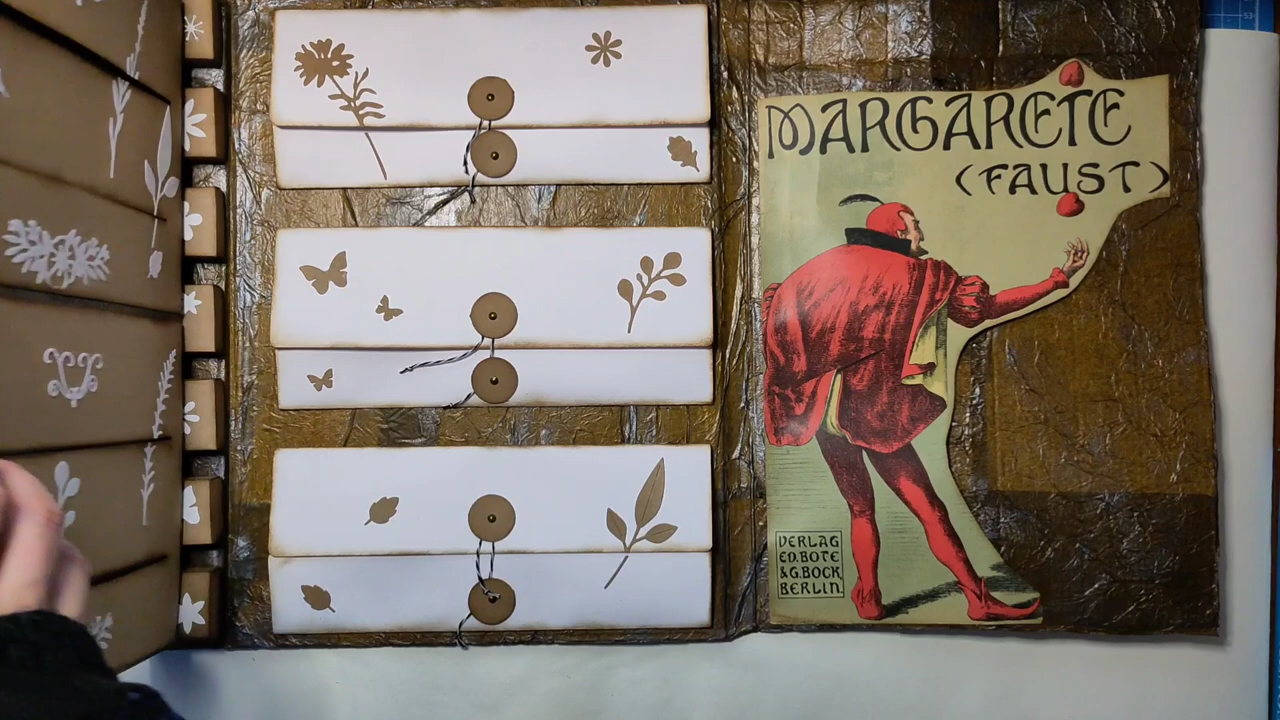 MARGARETE
(FAUST)
VERLAG
ED.BOTE
& G.BOCK
BERLIN